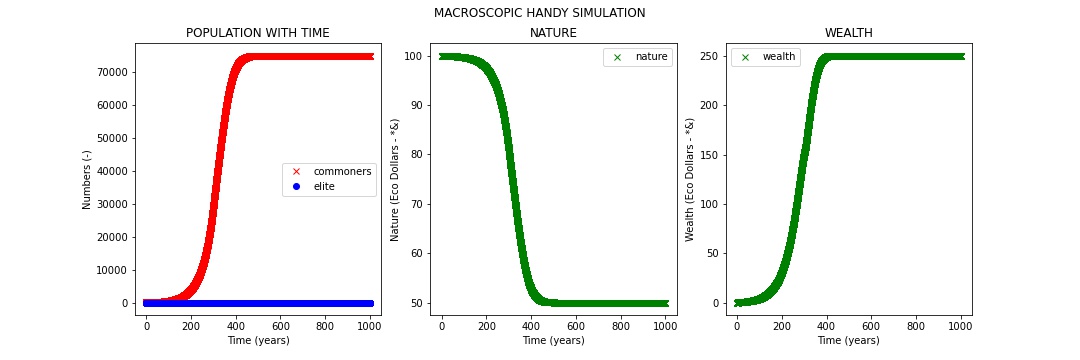 MACROSCOPIC HANDY SIMULATION
POPULATION WITH TIME
Numbers (-)
70000
60000
50000
40000
30000
20000
10000
0
commoners
elite
0 200 400 600 800 1000
Time (years)
NATURE
Nature (Eco Dollars - *&)
100
90
80
70
60
50
nature
0 200 400 600 800 1000
Time (years)
WEALTH
Wealth (Eco Dollars - *&)
250
200
150
100
50
0
wealth
0 200 400 600 800 1000
Time (years)